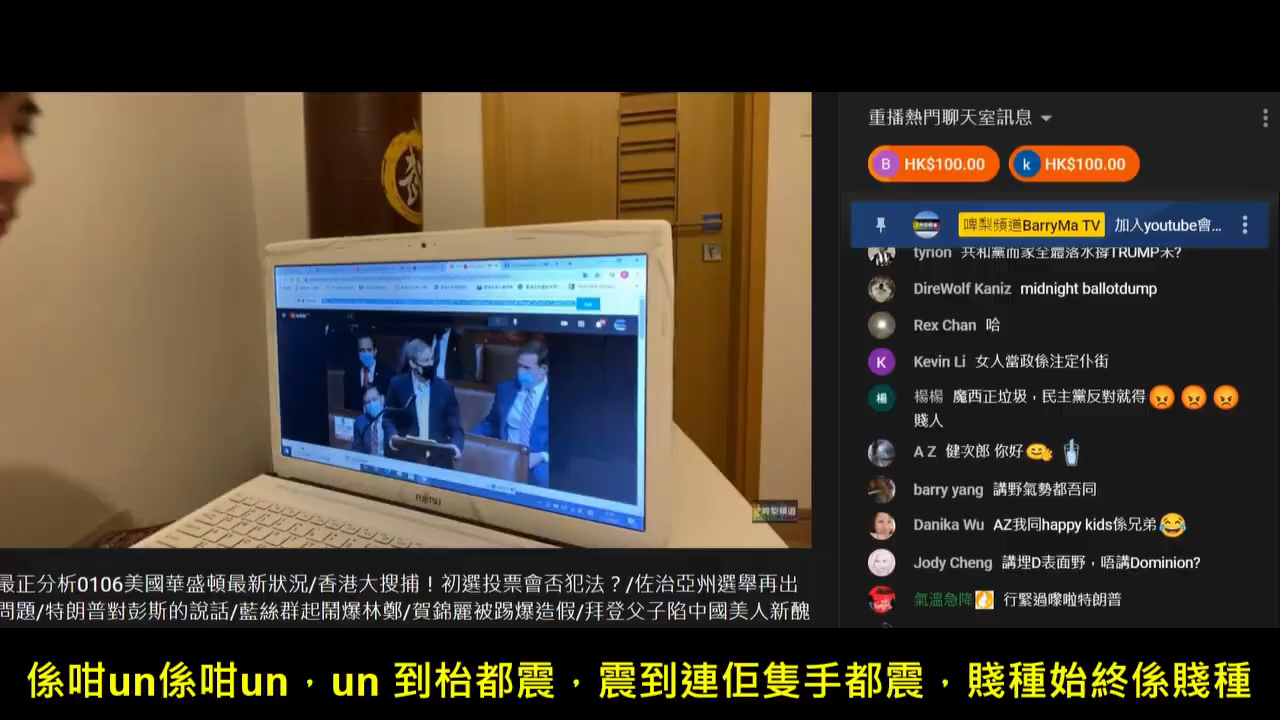 重播熱門聊天室訊息
B HK$100.00 k HK$100.00
啤梨頻道BarryMa TV 加入youtube會...
tyrion 共和黨而家全體落水撐TRUMP未?
DireWolf Kaniz midnight ballotdump
Rex Chan 哈
K Kevin Li 女人當政係注定仆街
楊 楊楊 魔西正垃圾，民主黨反對就得😡😡😡
賤人
A Z 健次郎 你好
barry yang 講野氣勢都吾同
Danika Wu AZ我同happy kids係兄弟😂
Jody Cheng 講埋D表面野，唔講Dominion?
氣溫急降 行緊過嚟啦特朗普
FUJITSU
啤梨頻道
最正分析0106美國華盛頓最新狀況/香港大搜捕！初選投票會否犯法？/佐治亞州選舉再出
問題/特朗普對彭斯的說話/藍絲群起鬧爆林鄭/賀錦麗被踢爆造假/拜登父子陷中國美人新醜
係咁un係咁un，un 到枱都震，震到連佢隻手都震，賤種始終係賤種